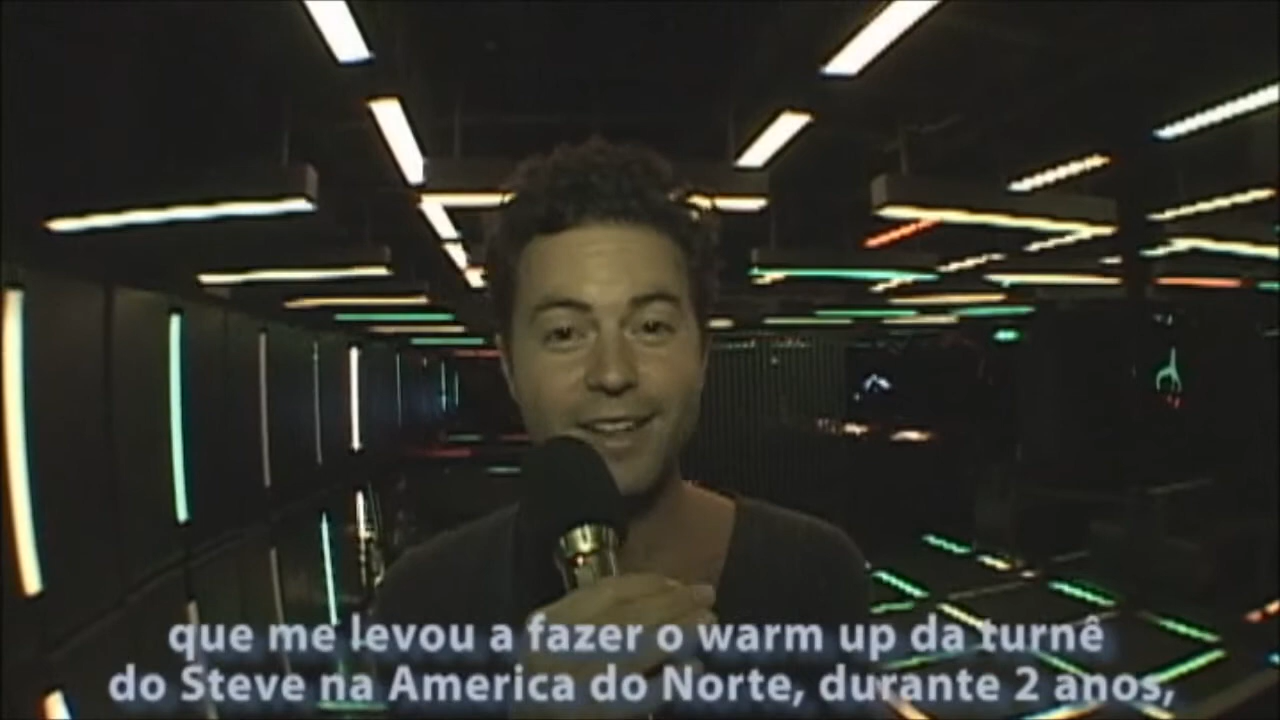 que me levou a fazer o warm up da turnê
do Steve na America do Norte, durante 2 anos,